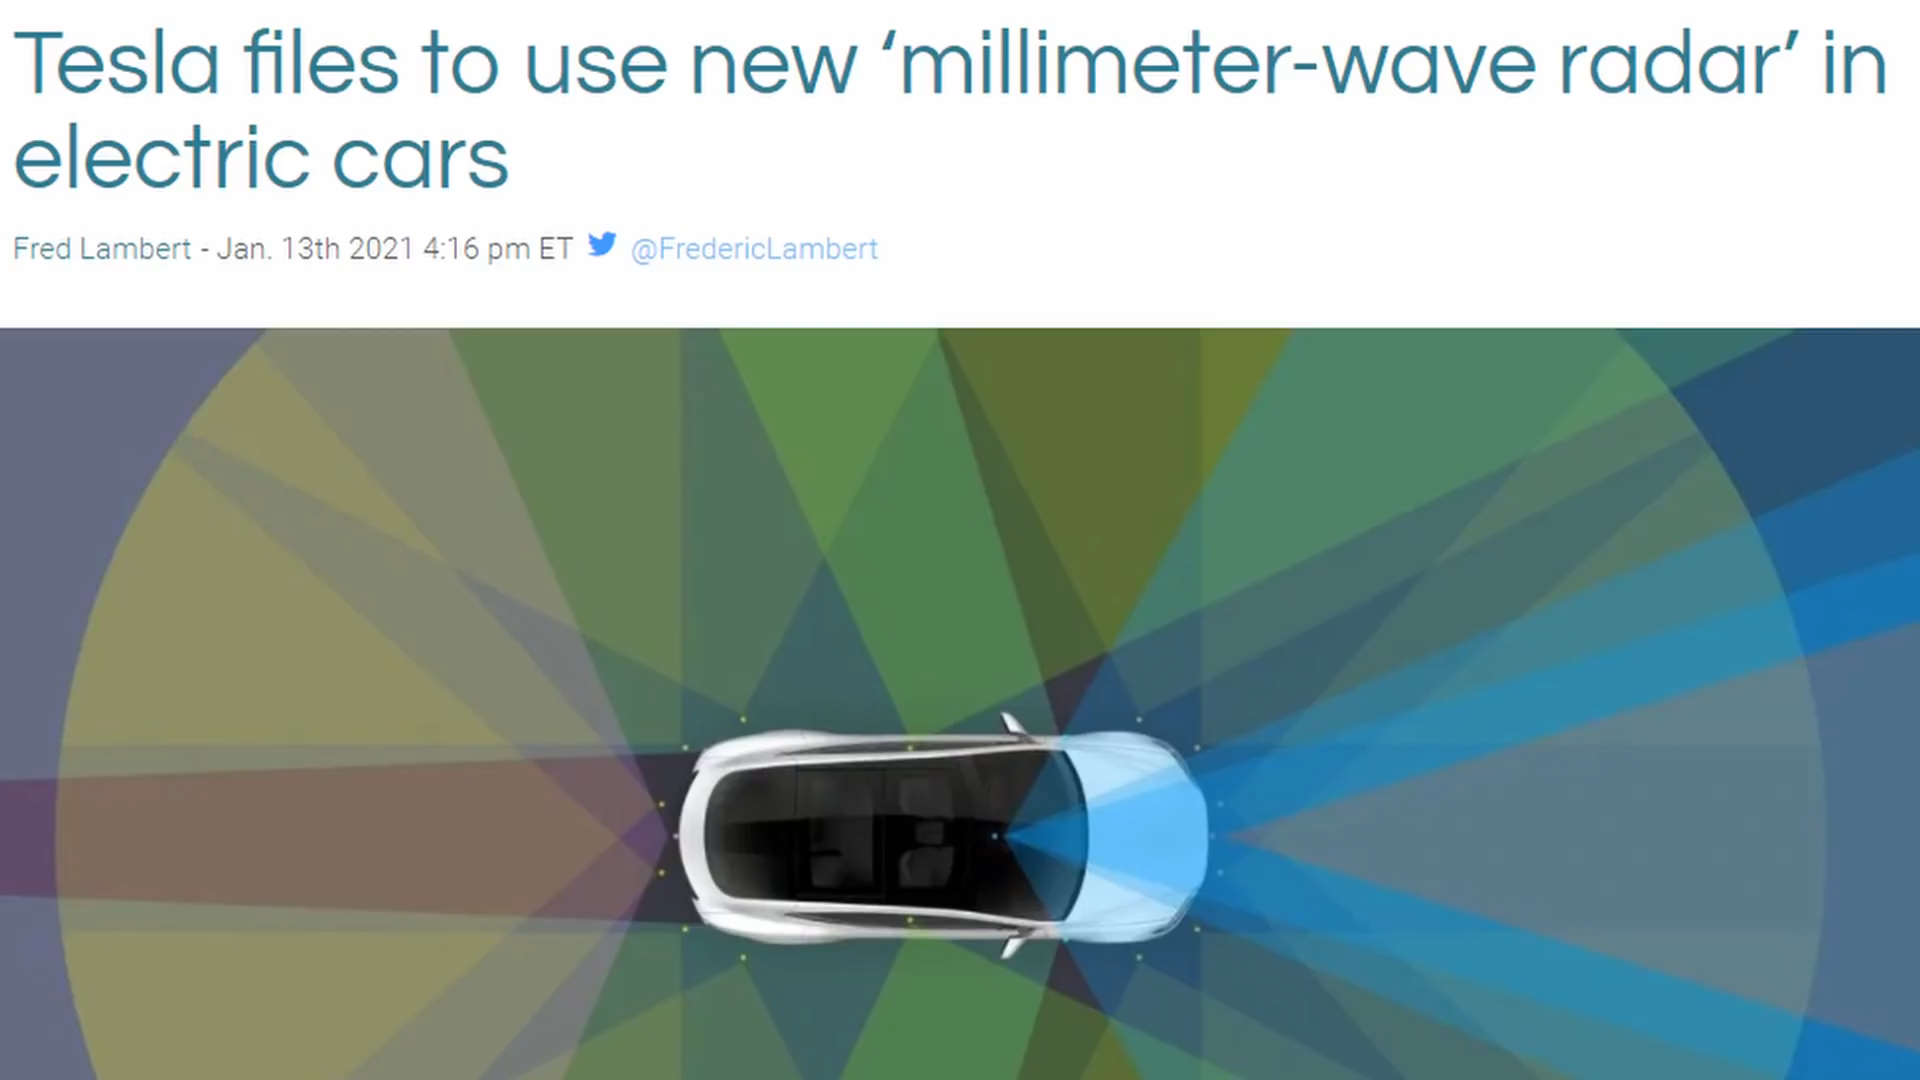 Tesla files to use new ‘millimeter-wave radar’ in
electric cars
Fred Lambert - Jan. 13th 2021 4:16 pm ET @FredericLambert